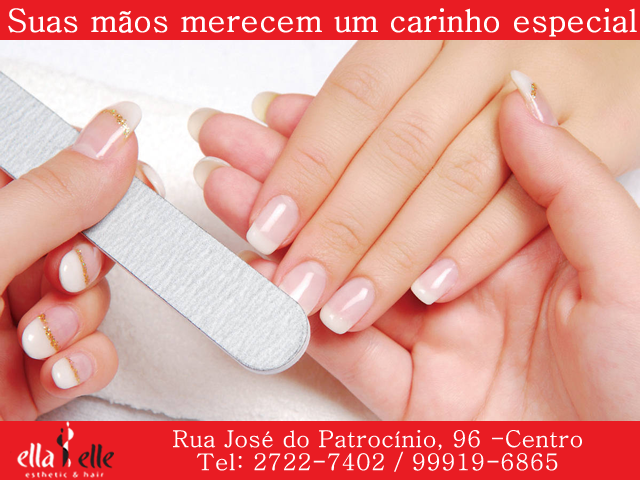 Suas mãos merecem um carinho especial
ella elle
esthetic & hair
Rua José do Patrocínio, 96 -Centro
Tel: 2722-7402 / 99919-6865